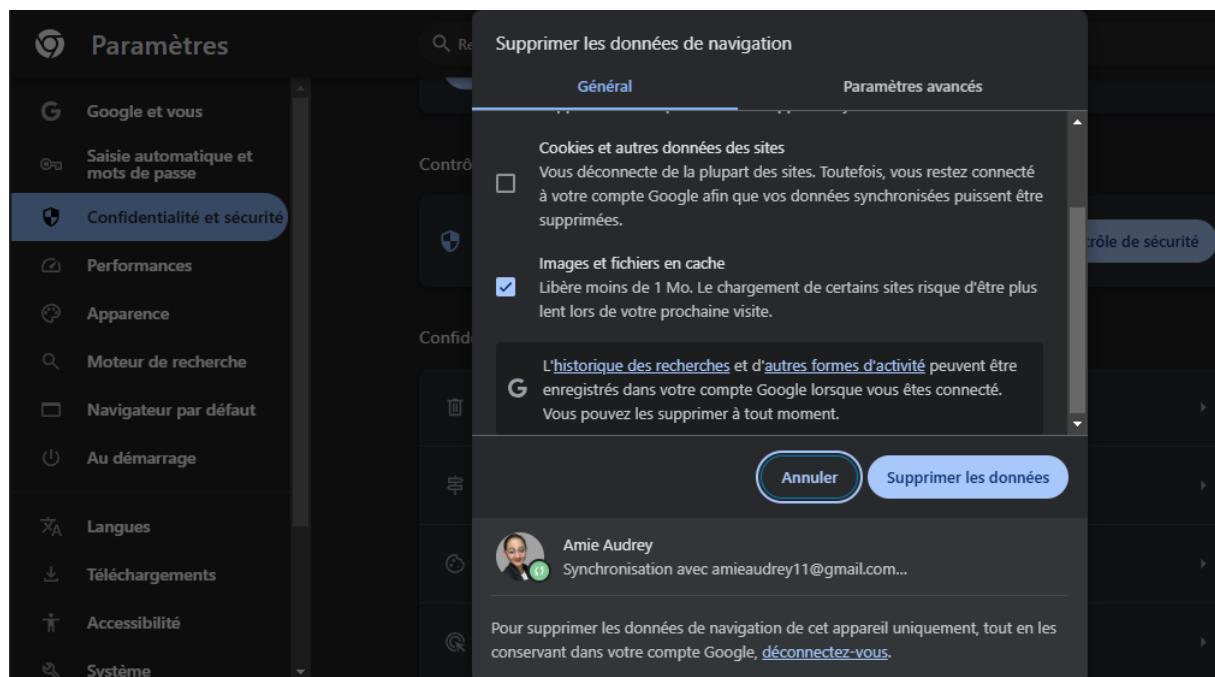 Paramètres
Re
Google et vous
Saisie automatique et
mots de passe
Confidentialité et sécurité
Performances
Apparence
Moteur de recherche
Navigateur par défaut
Au démarrage
Langues
Téléchargements
Accessibilité
Système
Contrô
trôle de sécurité
Confid
Supprimer les données de navigation
Général
Paramètres avancés
Cookies et autres données des sites
Vous déconnecte de la plupart des sites. Toutefois, vous restez connecté
à votre compte Google afin que vos données synchronisées puissent être
supprimées.
Images et fichiers en cache
Libère moins de 1 Mo. Le chargement de certains sites risque d'être plus
lent lors de votre prochaine visite.
L'historique des recherches et d'autres formes d'activité peuvent être
enregistrés dans votre compte Google lorsque vous êtes connecté.
Vous pouvez les supprimer à tout moment.
Annuler
Supprimer les données
Amie Audrey
Synchronisation avec amieaudrey11@gmail.com...
Pour supprimer les données de navigation de cet appareil uniquement, tout en les
conservant dans votre compte Google, déconnectez-vous.